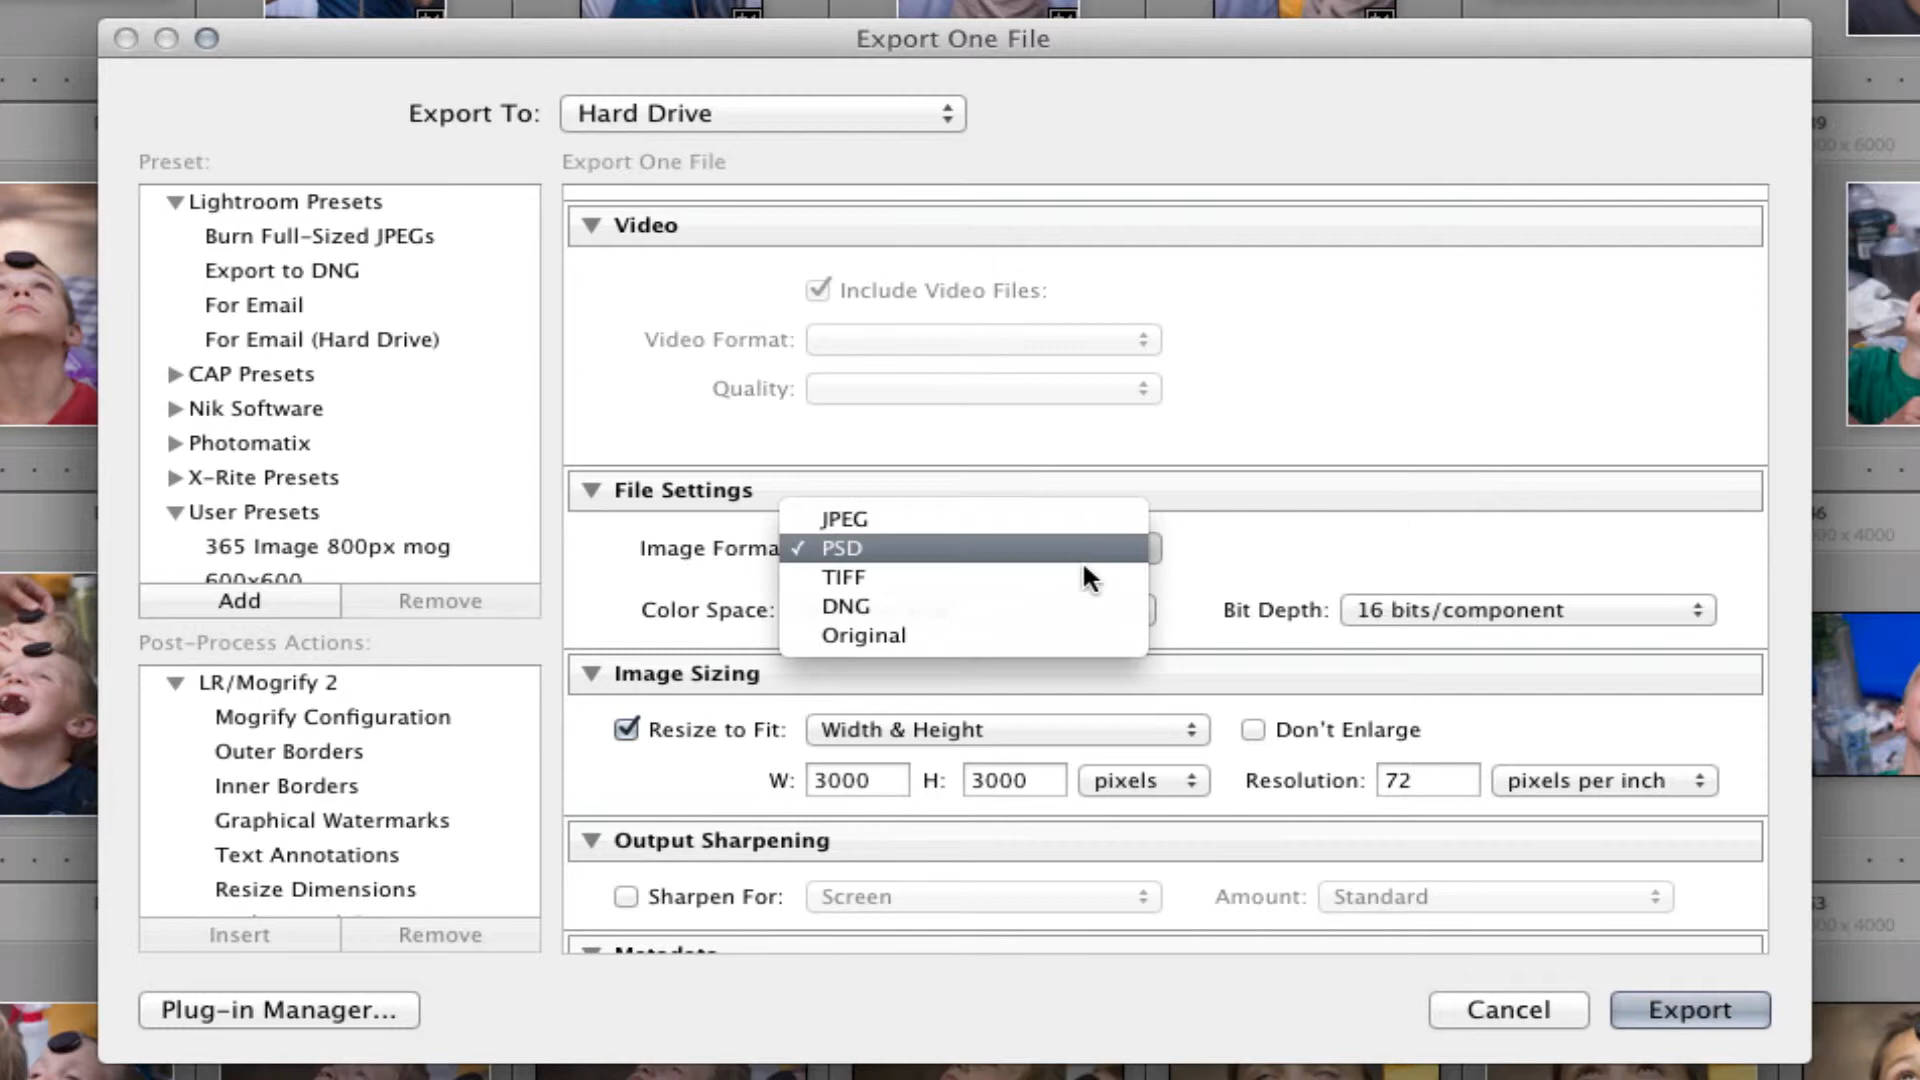 Export One File
Export To: Hard Drive
Preset:
Lightroom Presets
Burn Full-Sized JPEGs
Export to DNG
For Email
For Email (Hard Drive)
CAP Presets
Nik Software
Photomatix
X-Rite Presets
User Presets
365 Image 800px mog
600x600
Add Remove
Post-Process Actions:
LR/Mogrify 2
Mogrify Configuration
Outer Borders
Inner Borders
Graphical Watermarks
Text Annotations
Resize Dimensions
Insert Remove
Export One File
Video
Include Video Files:
Video Format:
Quality:
File Settings
Image Forma
JPEG
✓ PSD
TIFF
DNG
Original
Color Space:
Bit Depth: 16 bits/component
Image Sizing
Resize to Fit: Width & Height Don't Enlarge
W: 3000 H: 3000 pixels Resolution: 72 pixels per inch
Output Sharpening
Sharpen For: Screen Amount: Standard
Metadata
Plug-in Manager... Cancel Export